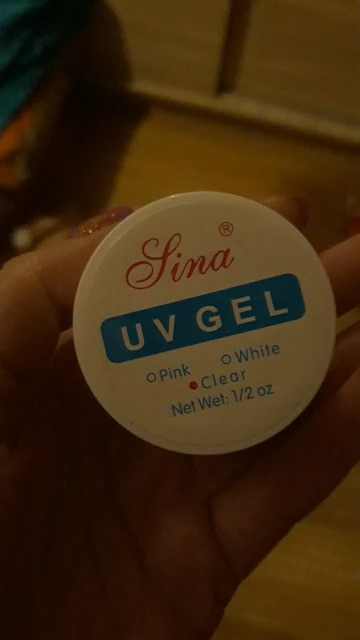 Sina®
UV GEL
Pink White
Clear
Net Wet: 1/2 oz